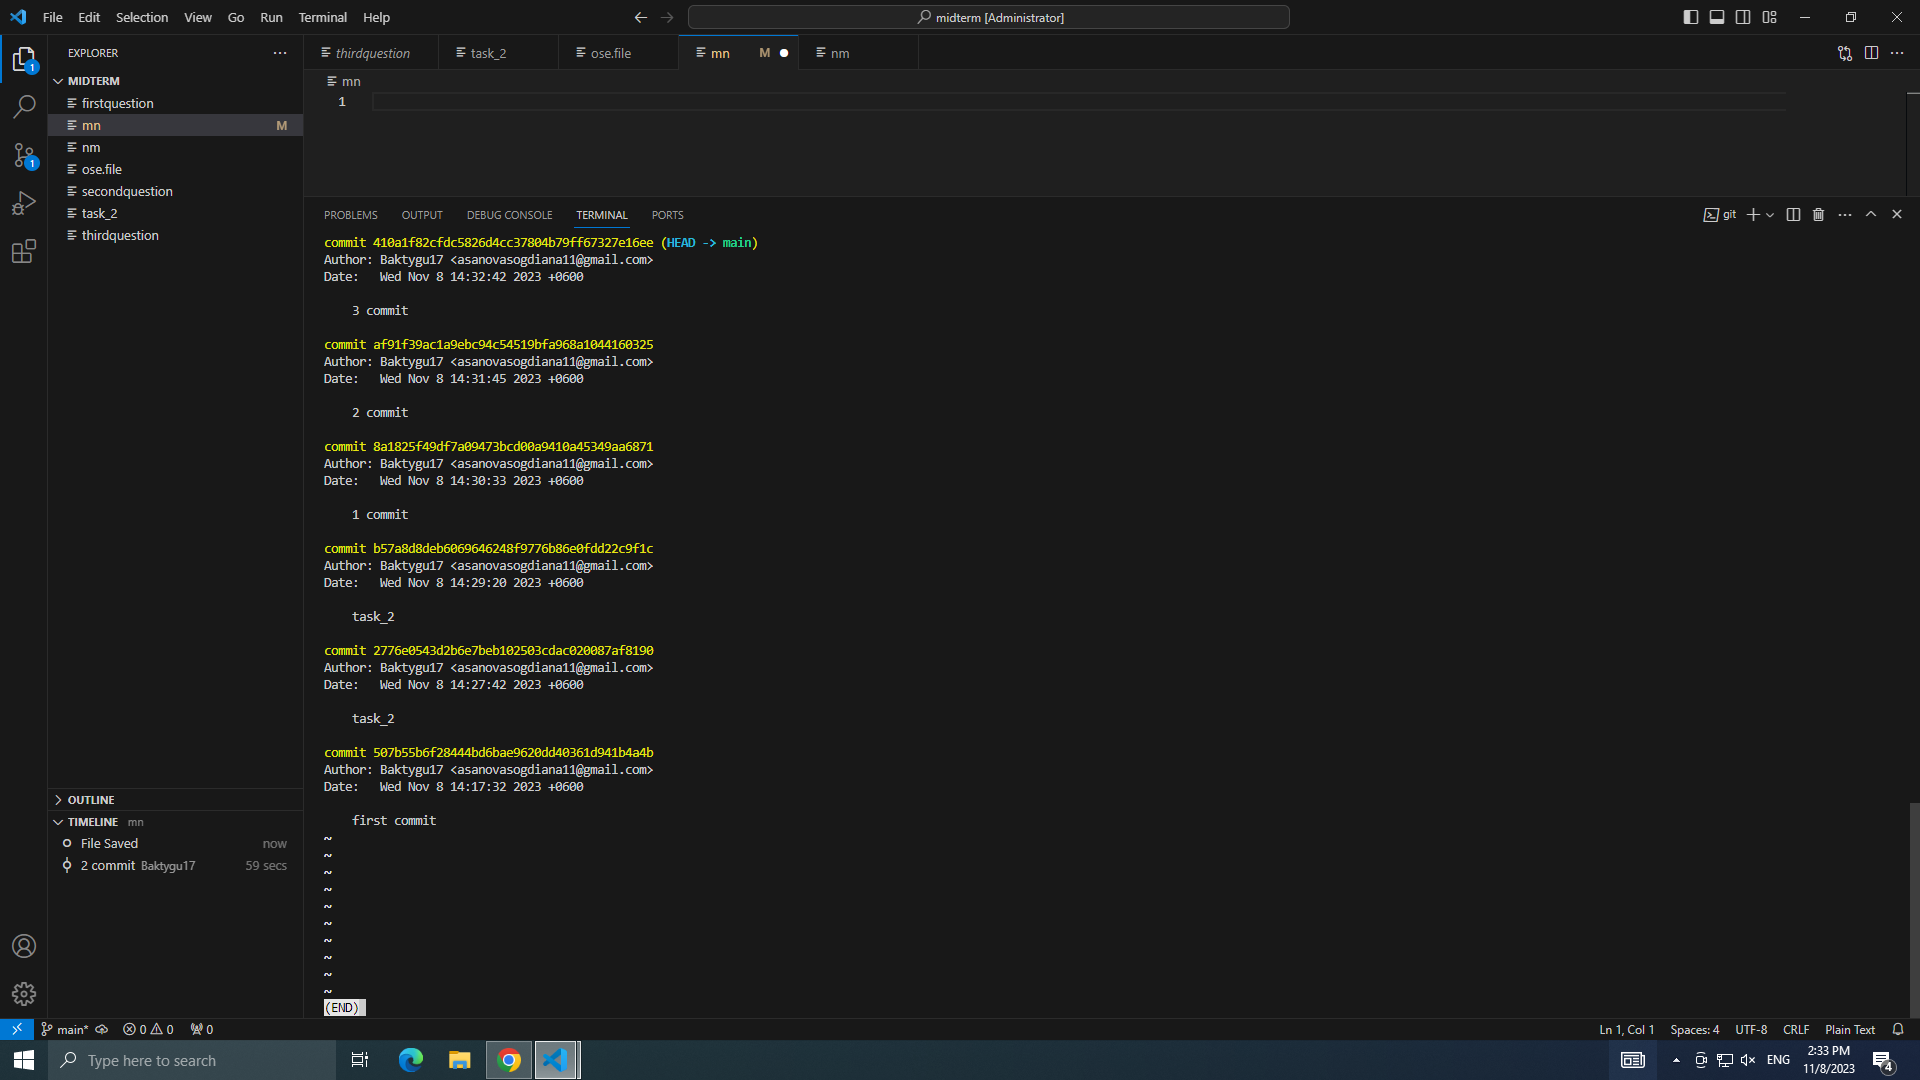 File Edit Selection View Go Run Terminal Help
midterm [Administrator]
EXPLORER
MIDTERM
firstquestion
mn M
nm
ose.file
secondquestion
task_2
thirdquestion
OUTLINE
TIMELINE mn
File Saved now
2 commit Baktygu17 59 secs
thirdquestion task_2 ose.file mn M nm
mn
1
PROBLEMS OUTPUT DEBUG CONSOLE TERMINAL PORTS
git
commit 410a1f82cfdc5826d4cc37804b79ff67327e16ee (HEAD -> main)
Author: Baktygu17 <asanovasogdiana11@gmail.com>
Date:   Wed Nov 8 14:32:42 2023 +0600
3 commit
commit af91f39ac1a9ebc94c54519bfa968a1044160325
Author: Baktygu17 <asanovasogdiana11@gmail.com>
Date:   Wed Nov 8 14:31:45 2023 +0600
2 commit
commit 8a1825f49df7a09473bcd00a9410a45349aa6871
Author: Baktygu17 <asanovasogdiana11@gmail.com>
Date:   Wed Nov 8 14:30:33 2023 +0600
1 commit
commit b57a8d8deb6069646248f9776b86e0fdd22c9f1c
Author: Baktygu17 <asanovasogdiana11@gmail.com>
Date:   Wed Nov 8 14:29:20 2023 +0600
task_2
commit 2776e0543d2b6e7beb102503cdac020087af8190
Author: Baktygu17 <asanovasogdiana11@gmail.com>
Date:   Wed Nov 8 14:27:42 2023 +0600
task_2
commit 507b55b6f28444bd6bae9620dd40361d941b4a4b
Author: Baktygu17 <asanovasogdiana11@gmail.com>
Date:   Wed Nov 8 14:17:32 2023 +0600
first commit
~
~
~
~
~
~
~
~
~
~
(END)
main* 0 0 0
Ln 1, Col 1 Spaces: 4 UTF-8 CRLF Plain Text
Type here to search
ENG
2:33 PM
11/8/2023
4
1
1